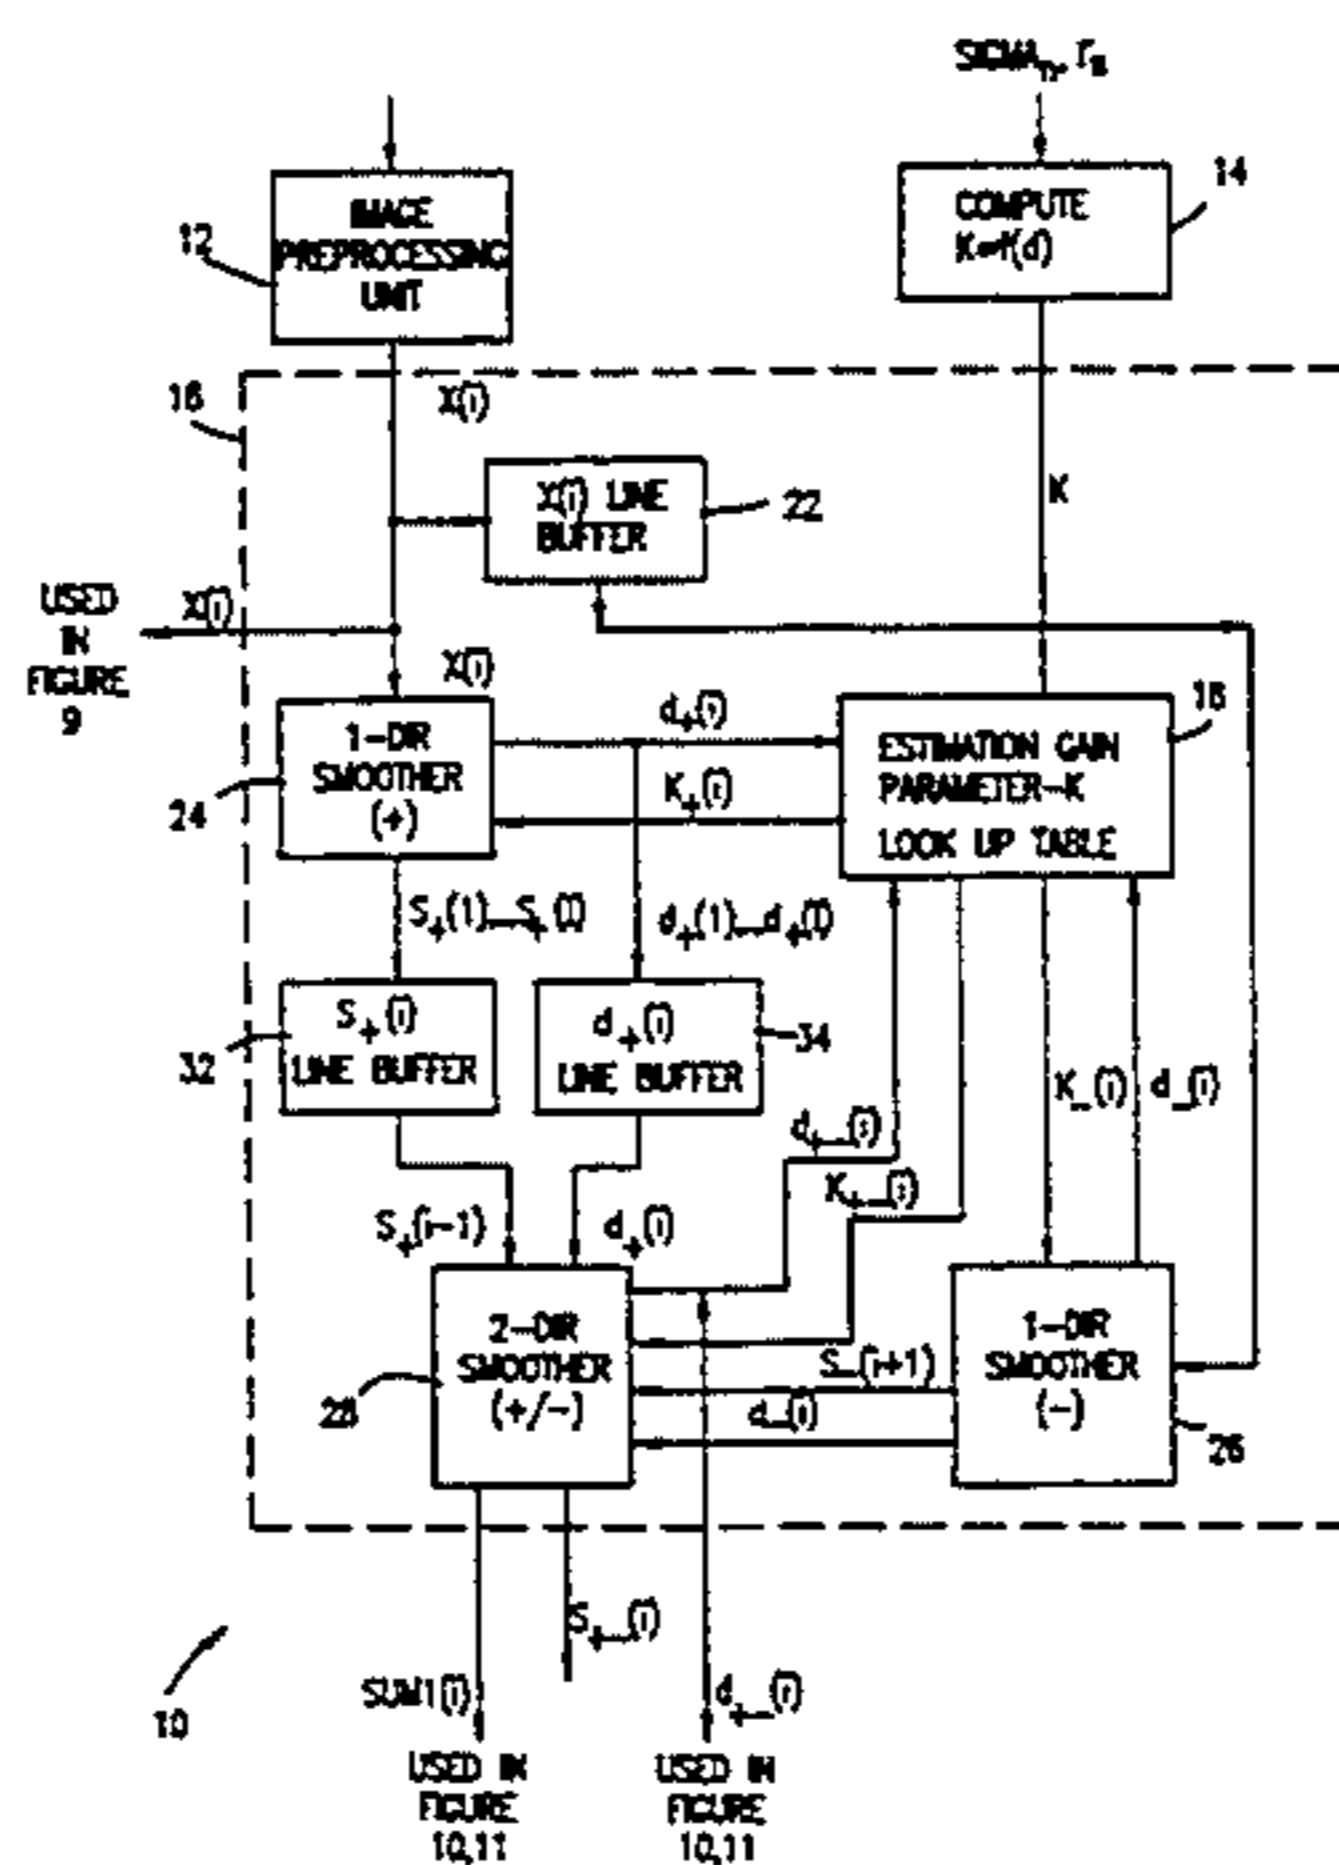 IMAGE
PREPROCESSING
UNIT
12
COMPUTE
K=f(d)
14
16
X(i)
X(i) LINE
BUFFER
22
K
USED
IN
FIGURE
9
X(i)
X(i)
1-DIR
SMOOTHER
(+)
24
d+(i)
K+(i)
ESTIMATION GAIN
PARAMETER-K
LOOK UP TABLE
18
S+(1)...S+(i)
d+(1)...d+(i)
S+(i)
LINE BUFFER
32
d+(i)
LINE BUFFER
34
K_(i)
d_(i)
d+_(i)
K+_(i)
S+(i-1)
d+(i)
2-DIR
SMOOTHER
(+/-)
28
S-(i+1)
d-(i)
1-DIR
SMOOTHER
(-)
26
S+_(i)
10
SUM1(i)
d+_(i)
USED IN
FIGURE
10,11
USED IN
FIGURE
10,11